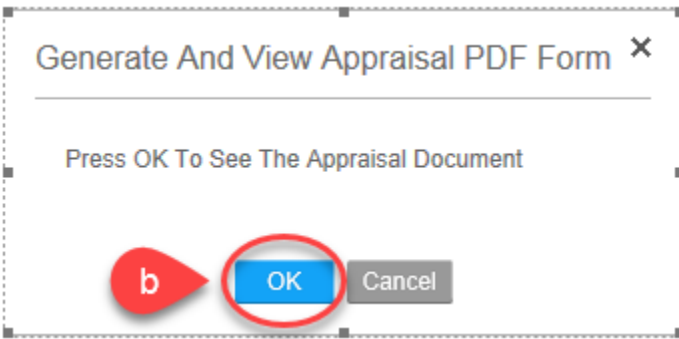 Generate And View Appraisal PDF Form ×
Press OK To See The Appraisal Document
b OK Cancel